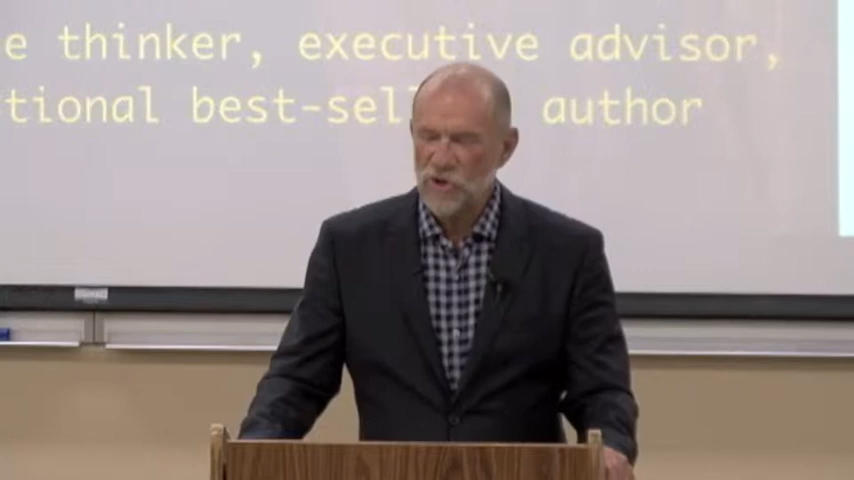 e thinker, executive advisor,
tional best-sel author